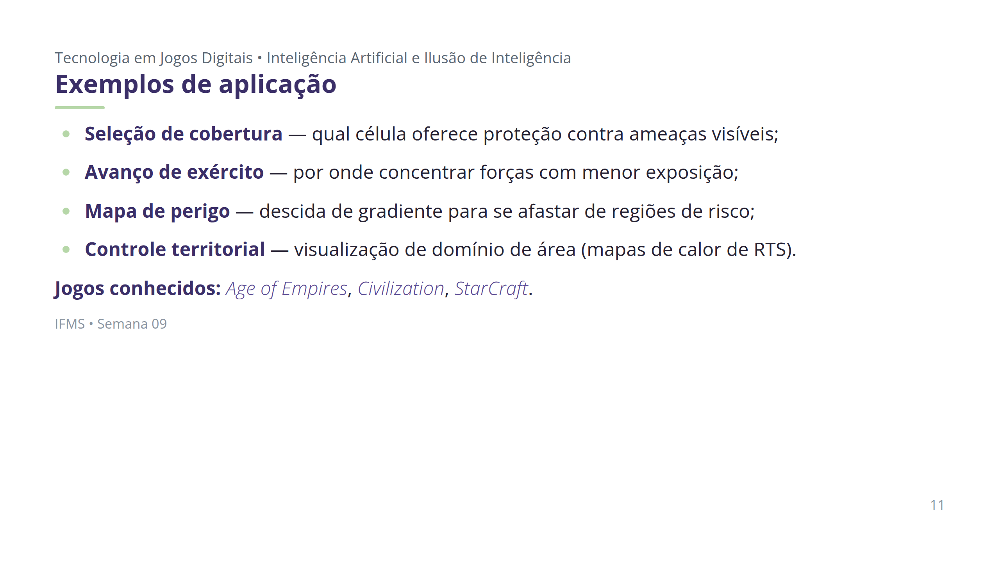 Tecnologia em Jogos Digitais • Inteligência Artificial e Ilusão de Inteligência
Exemplos de aplicação
• Seleção de cobertura — qual célula oferece proteção contra ameaças visíveis;
• Avanço de exército — por onde concentrar forças com menor exposição;
• Mapa de perigo — descida de gradiente para se afastar de regiões de risco;
• Controle territorial — visualização de domínio de área (mapas de calor de RTS).
Jogos conhecidos: Age of Empires, Civilization, StarCraft.
IFMS • Semana 09
11